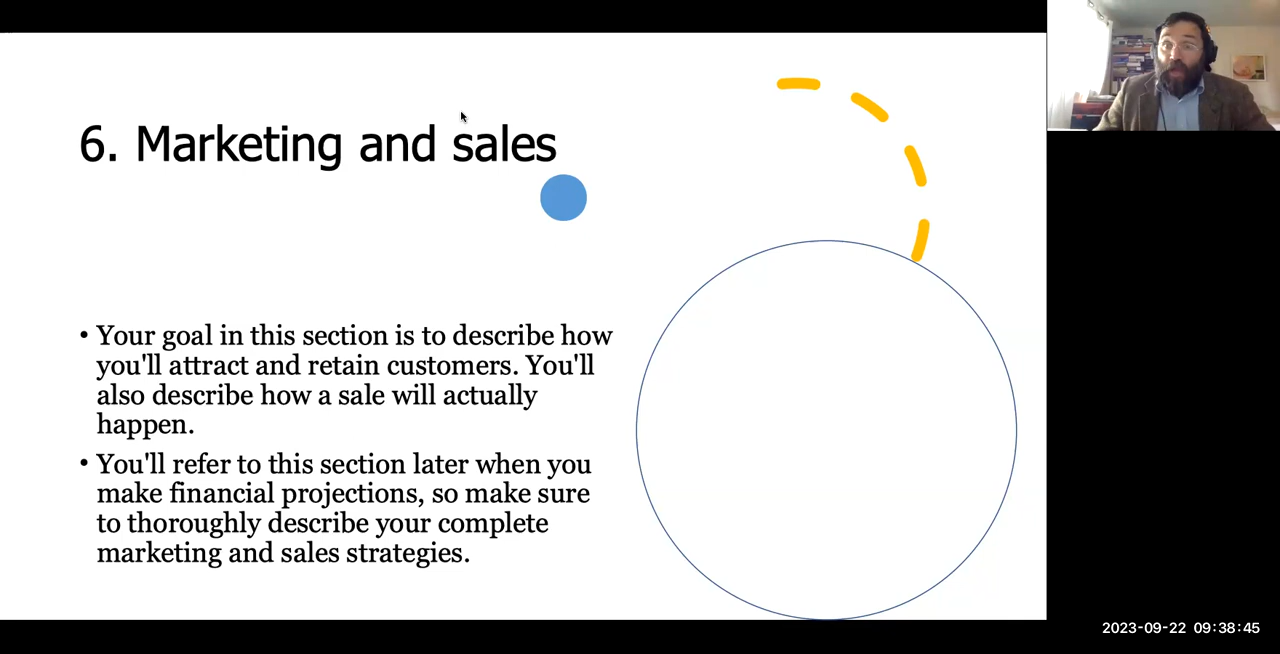 6. Marketing and sales
• Your goal in this section is to describe how
you'll attract and retain customers. You'll
also describe how a sale will actually
happen.
• You'll refer to this section later when you
make financial projections, so make sure
to thoroughly describe your complete
marketing and sales strategies.
2023-09-22 09:38:45